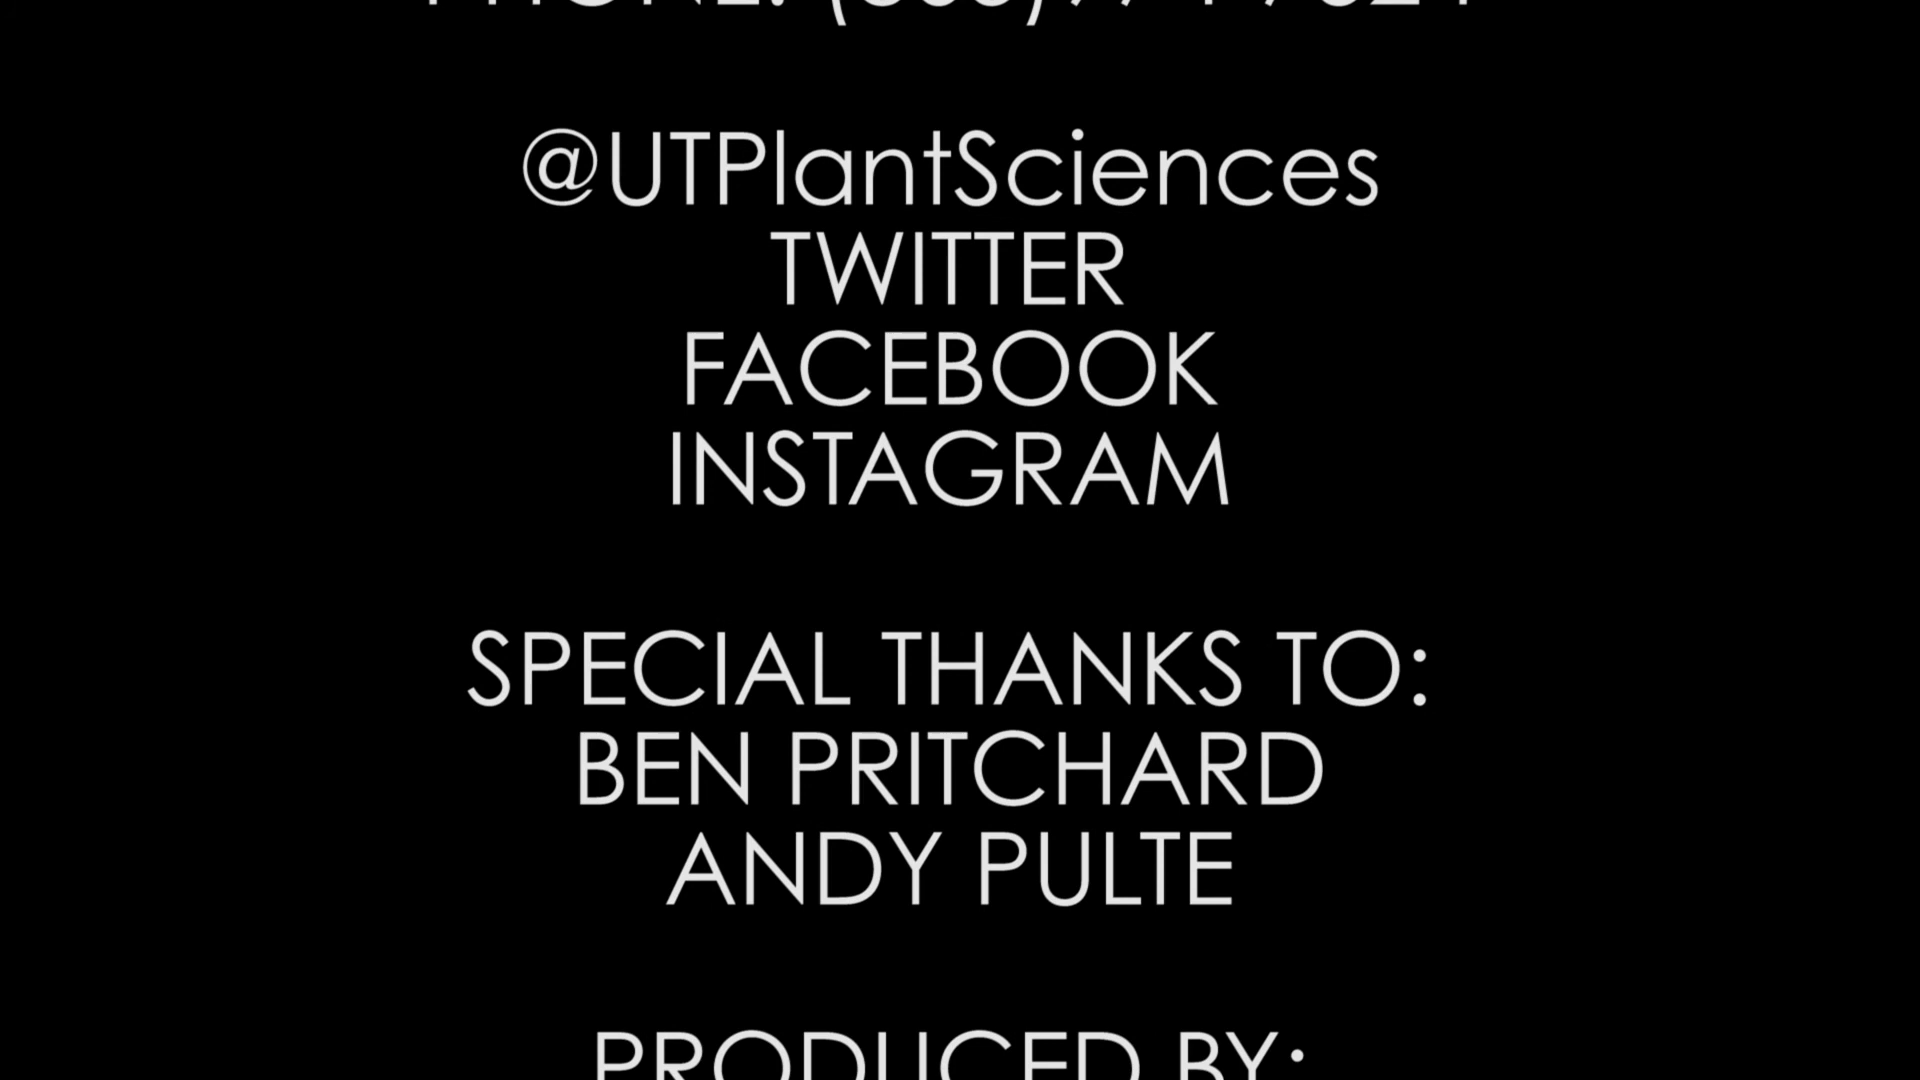 @UTPlantSciences
TWITTER
FACEBOOK
INSTAGRAM
SPECIAL THANKS TO:
BEN PRITCHARD
ANDY PULTE
PRODUCED BY: